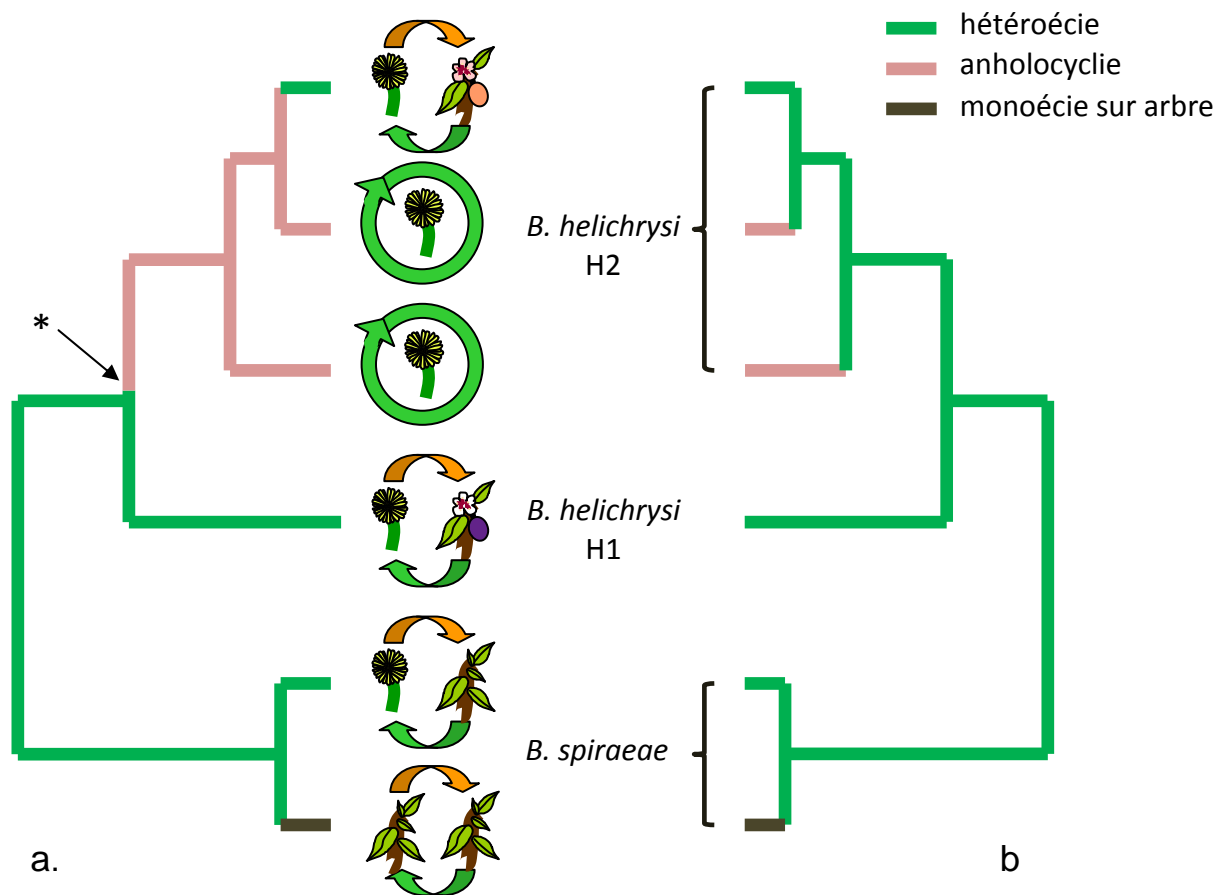 hétéroécie
anholocyclie
monoécie sur arbre
*
B. helichrysi
H2
B. helichrysi
H1
B. spiraeae
a.
b